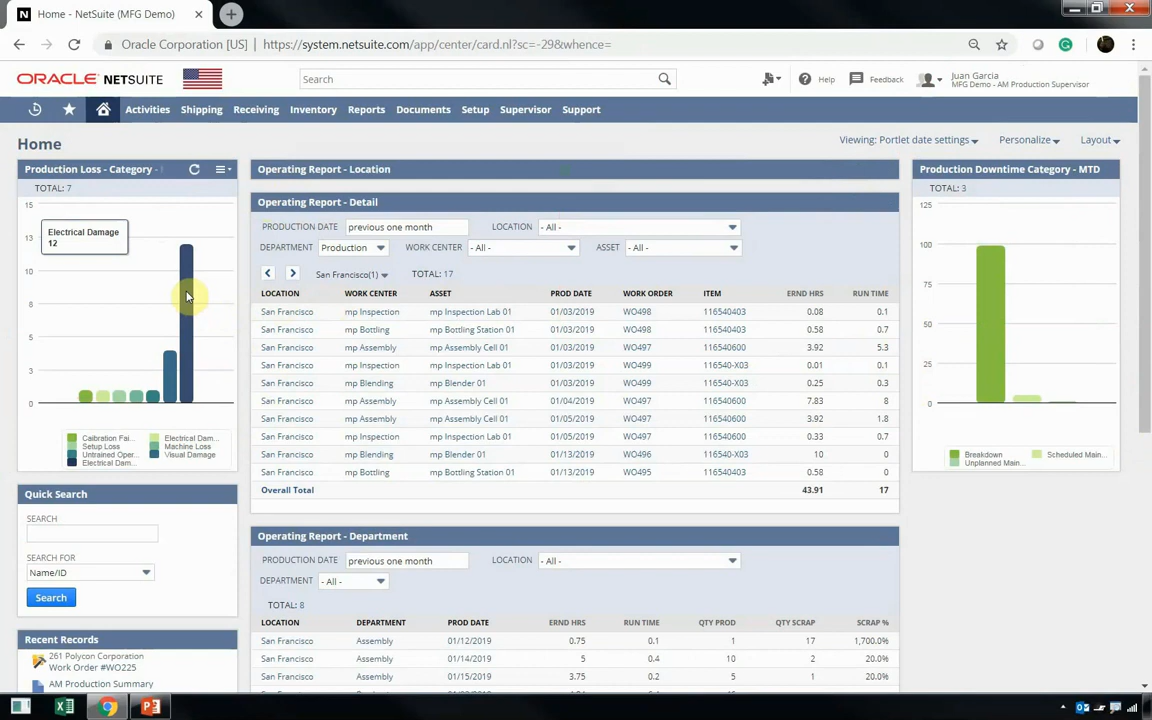 Home - NetSuite (MFG Demo)
Oracle Corporation [US] | https://system.netsuite.com/app/center/card.nl?sc=-29&whence=
ORACLE NETSUITE
Search
Help
Feedback
Juan Garcia
MFG Demo - AM Production Supervisor
Activities Shipping Receiving Inventory Reports Documents Setup Supervisor Support
Home
Viewing: Portlet date settings
Personalize
Layout
Production Loss - Category -
TOTAL: 7
15
13
10
8
5
3
0
Electrical Damage
12
Caibration Fai... Electrical Dam...
Setup Loss Machine Loss
Untrained Oper... Visual Damage
Electrical Dam...
Quick Search
SEARCH
SEARCH FOR
Name/ID
Search
Recent Records
261 Polycon Corporation
Work Order #WO225
AM Production Summary
Operating Report - Location
Operating Report - Detail
PRODUCTION DATE previous one month LOCATION - All -
DEPARTMENT Production WORK CENTER - All - ASSET - All -
San Francisco(1) TOTAL: 17
LOCATION WORK CENTER ASSET PROD DATE WORK ORDER ITEM ERND HRS RUN TIME
San Francisco mp Inspection mp Inspection Lab 01 01/03/2019 WO498 116540403 0.08 0.1
San Francisco mp Bottling mp Bottling Station 01 01/03/2019 WO498 116540403 0.58 0.7
San Francisco mp Assembly mp Assembly Cell 01 01/03/2019 WO497 116540600 3.92 5.3
San Francisco mp Inspection mp Inspection Lab 01 01/03/2019 WO499 116540-X03 0.01 0.1
San Francisco mp Blending mp Blender 01 01/03/2019 WO499 116540-X03 0.25 0.3
San Francisco mp Assembly mp Assembly Cell 01 01/04/2019 WO497 116540600 7.83 8
San Francisco mp Assembly mp Assembly Cell 01 01/05/2019 WO497 116540600 3.92 1.8
San Francisco mp Inspection mp Inspection Lab 01 01/05/2019 WO497 116540600 0.33 0.7
San Francisco mp Blending mp Blender 01 01/13/2019 WO496 116540-X03 10 0
San Francisco mp Bottling mp Bottling Station 01 01/13/2019 WO495 116540403 0.58 0
Overall Total 43.91 17
Operating Report - Department
PRODUCTION DATE previous one month LOCATION - All -
DEPARTMENT - All -
TOTAL: 8
LOCATION DEPARTMENT PROD DATE ERND HRS RUN TIME QTY PROD QTY SCRAP SCRAP %
San Francisco Assembly 01/12/2019 0.75 0.1 1 17 1,700.0%
San Francisco Assembly 01/14/2019 5 0.4 10 2 20.0%
San Francisco Assembly 01/15/2019 3.75 0.2 5 1 20.0%
Production Downtime Category - MTD
TOTAL: 3
125
100
75
50
25
0
Breakdown Scheduled Main...
Unplanned Main...